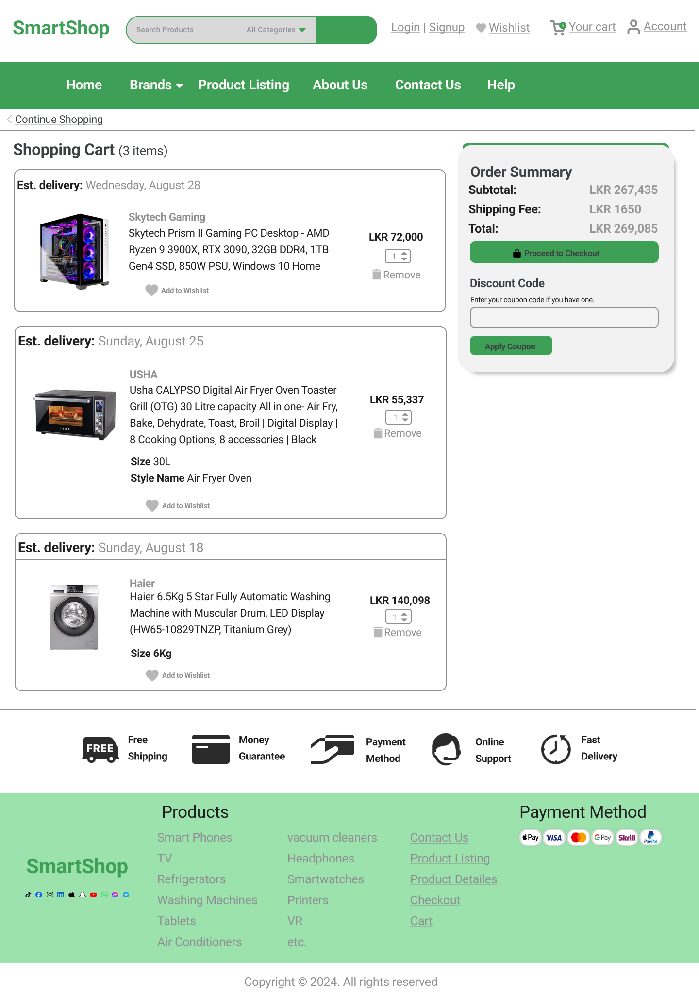 SmartShop
Search Products
All Categories
Login | Signup
Wishlist
3
Your cart
Account
Home
Brands
Product Listing
About Us
Contact Us
Help
Continue Shopping
Shopping Cart (3 items)
Est. delivery: Wednesday, August 28
Skytech Gaming
Skytech Prism II Gaming PC Desktop - AMD
Ryzen 9 3900X, RTX 3090, 32GB DDR4, 1TB
Gen4 SSD, 850W PSU, Windows 10 Home
Add to Wishlist
LKR 72,000
1
Remove
Est. delivery: Sunday, August 25
USHA
USHA
Usha CALYPSO Digital Air Fryer Oven Toaster
Grill (OTG) 30 Litre capacity All in one- Air Fry,
Bake, Dehydrate, Toast, Broil | Digital Display |
8 Cooking Options, 8 accessories | Black
Size 30L
Style Name Air Fryer Oven
Add to Wishlist
LKR 55,337
1
Remove
Est. delivery: Sunday, August 18
Haier
Haier 6.5Kg 5 Star Fully Automatic Washing
Machine with Muscular Drum, LED Display
(HW65-10829TNZP, Titanium Grey)
Size 6Kg
Add to Wishlist
LKR 140,098
1
Remove
Order Summary
Subtotal: LKR 267,435
Shipping Fee: LKR 1650
Total: LKR 269,085
Proceed to Checkout
Discount Code
Enter your coupon code if you have one.
Apply Coupon
FREE
Free
Shipping
Money
Guarantee
Payment
Method
Online
Support
Fast
Delivery
SmartShop
in
Products
Smart Phones
TV
Refrigerators
Washing Machines
Tablets
Air Conditioners
vacuum cleaners
Headphones
Smartwatches
Printers
VR
etc.
Contact Us
Product Listing
Product Detailes
Checkout
Cart
Payment Method
Pay
VISA
G Pay
Skrill
PayPal
Copyright © 2024. All rights reserved